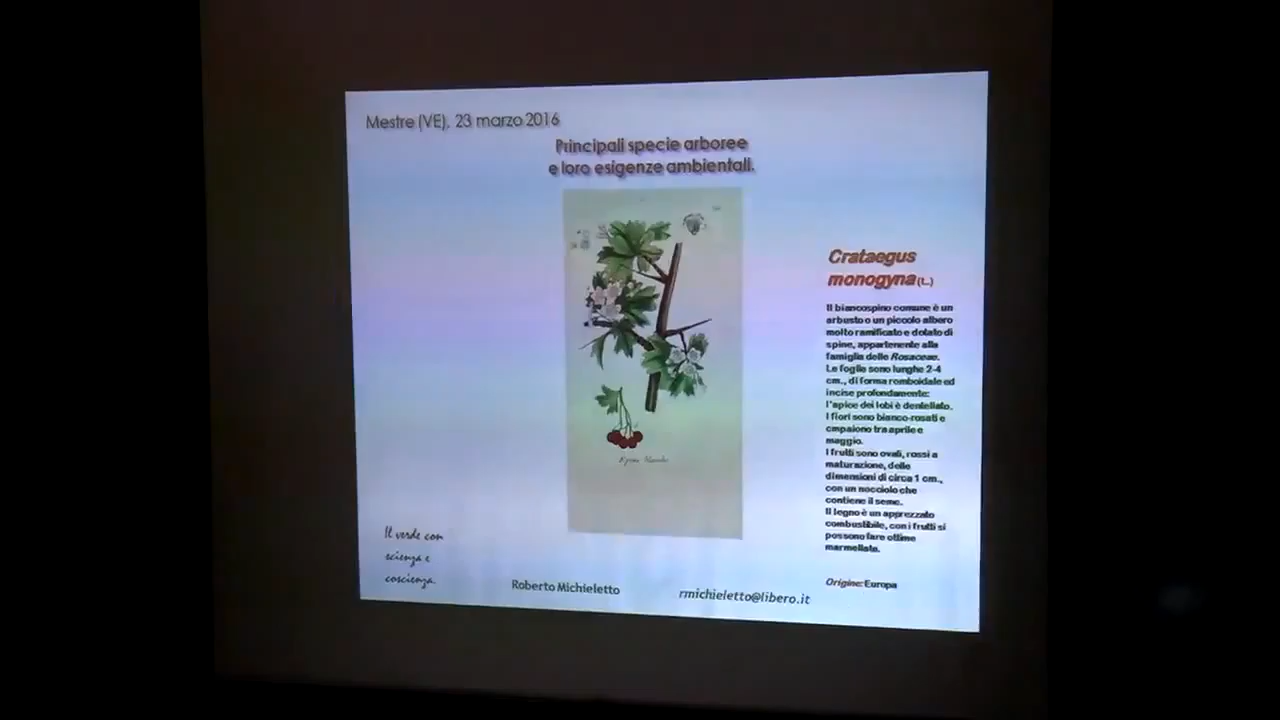 Mestre (VE), 23 marzo 2016
Principali specie arboree
e loro esigenze ambientali.
Crataegus
monogyna (L.)
Il biancospino comune è un
arbusto o un piccolo albero
molto ramificato e dotato di
spine, appartenente alla
famiglia delle Rosaceae.
Le foglie sono lunghe 2-4
cm., di forma romboidale ed
incise profondamente:
l'apice dei lobi è dentellato.
I fiori sono bianco-rosati e
compaiono tra aprile e
maggio.
I frutti sono ovali, rossi a
maturazione, delle
dimensioni di circa 1 cm.,
con un nocciolo che
contiene il seme.
Il legno è un apprezzato
combustibile, con i frutti si
possono fare ottime
marmellate.
Origine: Europa
Il verde con
scienza e
coscienza.
Roberto Michieletto
rmichieletto@libero.it